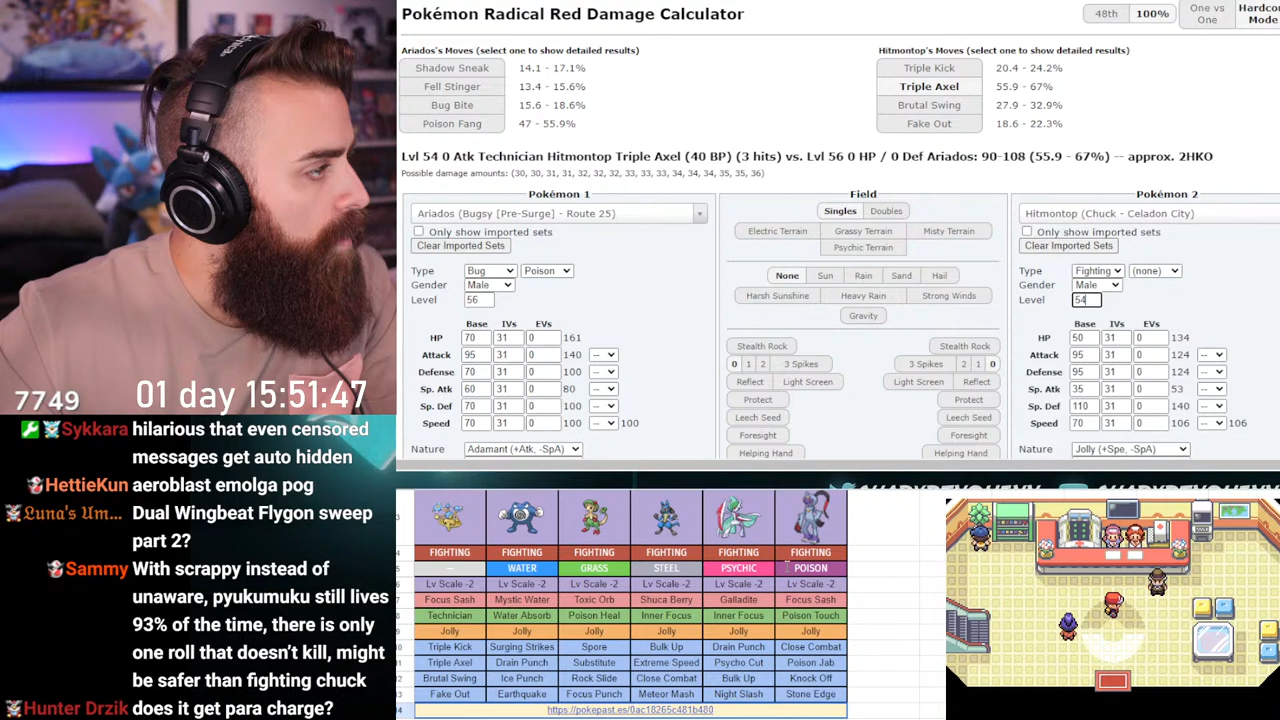 Pokémon Radical Red Damage Calculator
48th 100%
One vs One
Hardcore Mode
Ariados's Moves (select one to show detailed results)
Shadow Sneak 14.1 - 17.1%
Fell Stinger 13.4 - 15.6%
Bug Bite 15.6 - 18.6%
Poison Fang 47 - 55.9%
Hitmontop's Moves (select one to show detailed results)
Triple Kick 20.4 - 24.2%
Triple Axel 55.9 - 67%
Brutal Swing 27.9 - 32.9%
Fake Out 18.6 - 22.3%
Lvl 54 0 Atk Technician Hitmontop Triple Axel (40 BP) (3 hits) vs. Lvl 56 0 HP / 0 Def Ariados: 90-108 (55.9 - 67%) -- approx. 2HKO
Possible damage amounts: (30, 30, 31, 31, 32, 32, 32, 33, 33, 33, 34, 34, 34, 35, 35, 36)
Pokémon 1
Ariados (Bugsy [Pre-Surge] - Route 25)
Only show imported sets
Clear Imported Sets
Type Bug Poison
Gender Male
Level 56
Base IVs EVs
HP 70 31 0 161
Attack 95 31 0 140 --
Defense 70 31 0 100 --
Sp. Atk 60 31 0 80 --
Sp. Def 70 31 0 100 --
Speed 70 31 0 100 -- 100
Nature Adamant (+Atk, -SpA)
Field
Singles Doubles
Electric Terrain Grassy Terrain Misty Terrain
Psychic Terrain
None Sun Rain Sand Hail
Harsh Sunshine Heavy Rain Strong Winds
Gravity
Stealth Rock Stealth Rock
0 1 2 3 Spikes 3 Spikes 2 1 0
Reflect Light Screen Light Screen Reflect
Protect Protect
Leech Seed Leech Seed
Foresight Foresight
Helping Hand Helping Hand
Pokémon 2
Hitmontop (Chuck - Celadon City)
Only show imported sets
Clear Imported Sets
Type Fighting (none)
Gender Male
Level 54
Base IVs EVs
HP 50 31 0 134
Attack 95 31 0 124 --
Defense 95 31 0 124 --
Sp. Atk 35 31 0 53 --
Sp. Def 110 31 0 140 --
Speed 70 31 0 106 -- 106
Nature Jolly (+Spe, -SpA)
7749 01 day 15:51:47
Sykkara hilarious that even censored
messages get auto hidden
HettieKun aeroblast emolga pog
Luna's Um... Dual Wingbeat Flygon sweep
part 2?
Sammy With scrappy instead of
unaware, pyukumuku still lives
93% of the time, there is only
one roll that doesn't kill, might
be safer than fighting chuck
Hunter Drzik does it get para charge?
FIGHTING FIGHTING FIGHTING FIGHTING FIGHTING FIGHTING
— WATER GRASS STEEL PSYCHIC POISON
Lv Scale -2 Lv Scale -2 Lv Scale -2 Lv Scale -2 Lv Scale -2 Lv Scale -2
Focus Sash Mystic Water Toxic Orb Shuca Berry Galladite Focus Sash
Technician Water Absorb Poison Heal Inner Focus Inner Focus Poison Touch
Jolly Jolly Jolly Jolly Jolly Jolly
Triple Kick Surging Strikes Spore Bulk Up Drain Punch Close Combat
Triple Axel Drain Punch Substitute Extreme Speed Psycho Cut Poison Jab
Brutal Swing Ice Punch Rock Slide Close Combat Bulk Up Knock Off
Fake Out Earthquake Focus Punch Meteor Mash Night Slash Stone Edge
https://pokepast.es/0ac18265c481b480